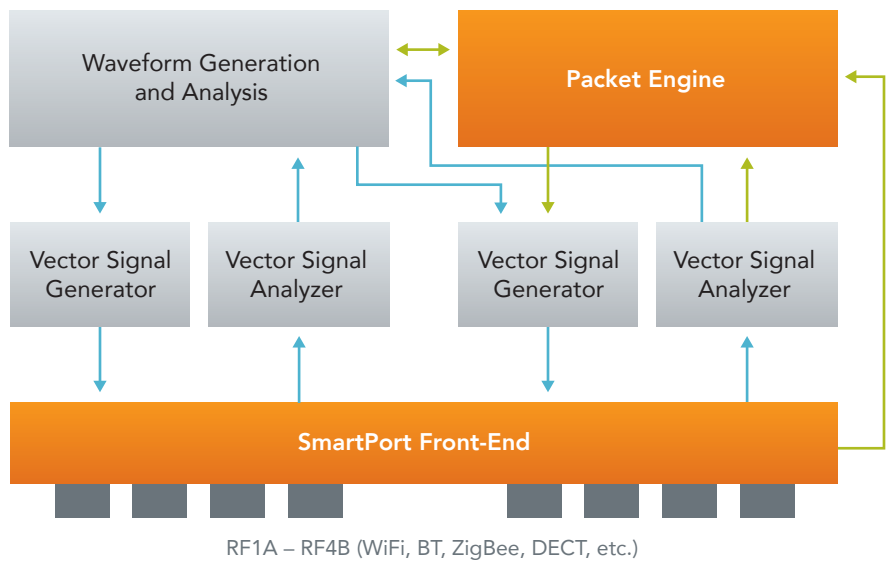 Waveform Generation
and Analysis
Packet Engine
Vector Signal
Generator
Vector Signal
Analyzer
Vector Signal
Generator
Vector Signal
Analyzer
SmartPort Front-End
RF1A – RF4B (WiFi, BT, ZigBee, DECT, etc.)